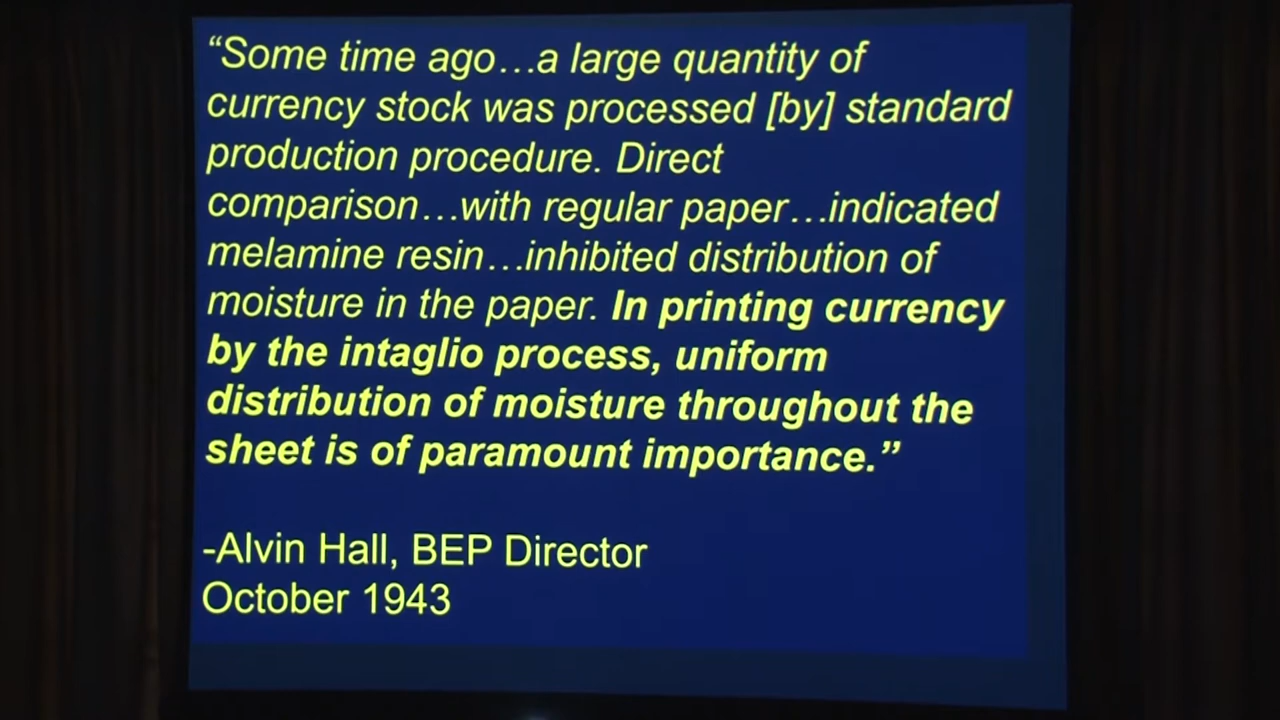 “Some time ago…a large quantity of
currency stock was processed [by] standard
production procedure. Direct
comparison…with regular paper…indicated
melamine resin…inhibited distribution of
moisture in the paper. In printing currency
by the intaglio process, uniform
distribution of moisture throughout the
sheet is of paramount importance.”
-Alvin Hall, BEP Director
October 1943